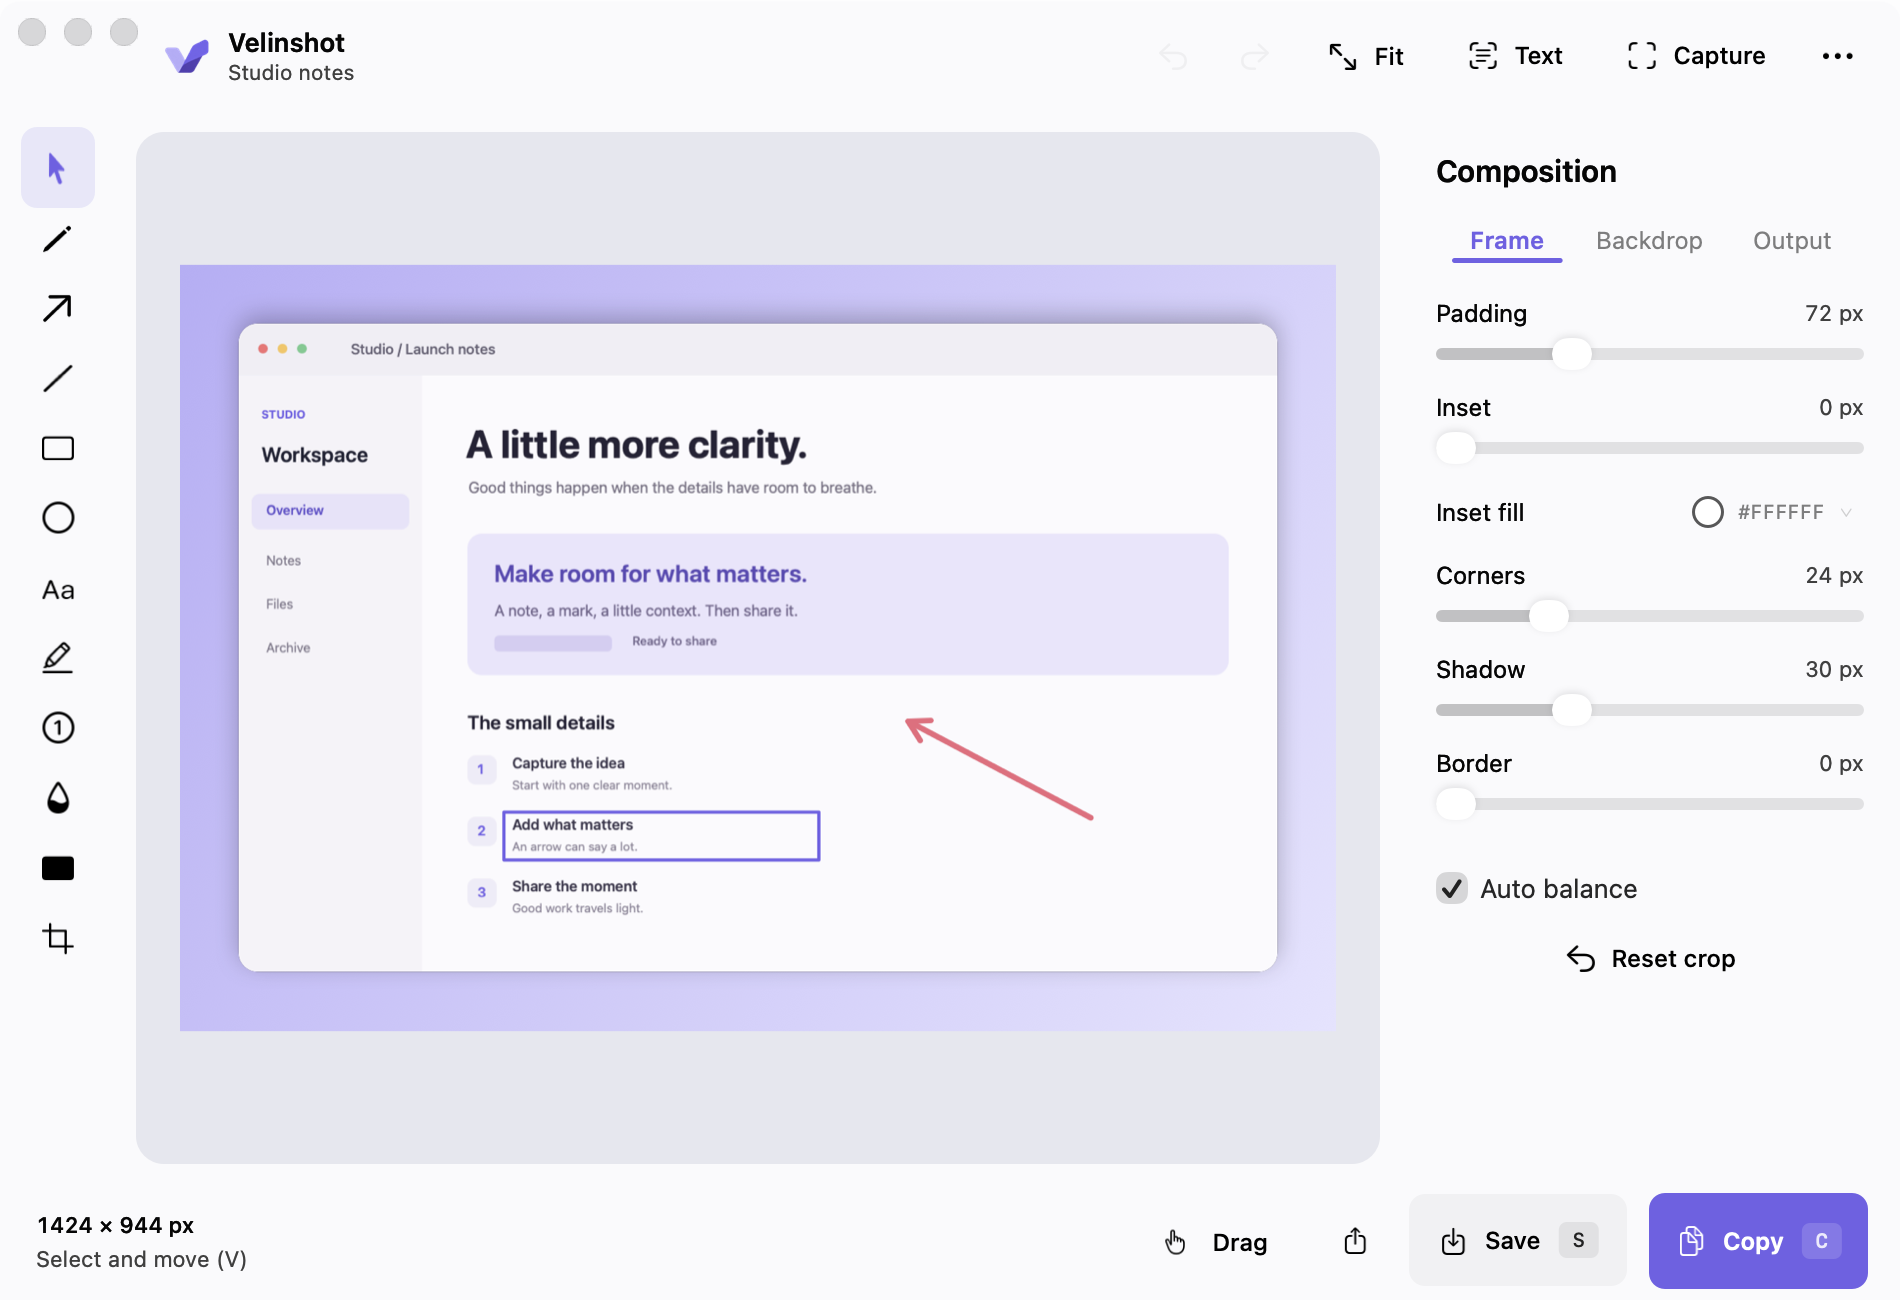 Velinshot
Studio notes
Fit
Text
Capture
Aa
1
Studio / Launch notes
STUDIO
Workspace
Overview
Notes
Files
Archive
A little more clarity.
Good things happen when the details have room to breathe.
Make room for what matters.
A note, a mark, a little context. Then share it.
Ready to share
The small details
1 Capture the idea
Start with one clear moment.
2 Add what matters
An arrow can say a lot.
3 Share the moment
Good work travels light.
Composition
Frame Backdrop Output
Padding 72 px
Inset 0 px
Inset fill #FFFFFF
Corners 24 px
Shadow 30 px
Border 0 px
Auto balance
Reset crop
1424 × 944 px
Select and move (V)
Drag
Save S
Copy C